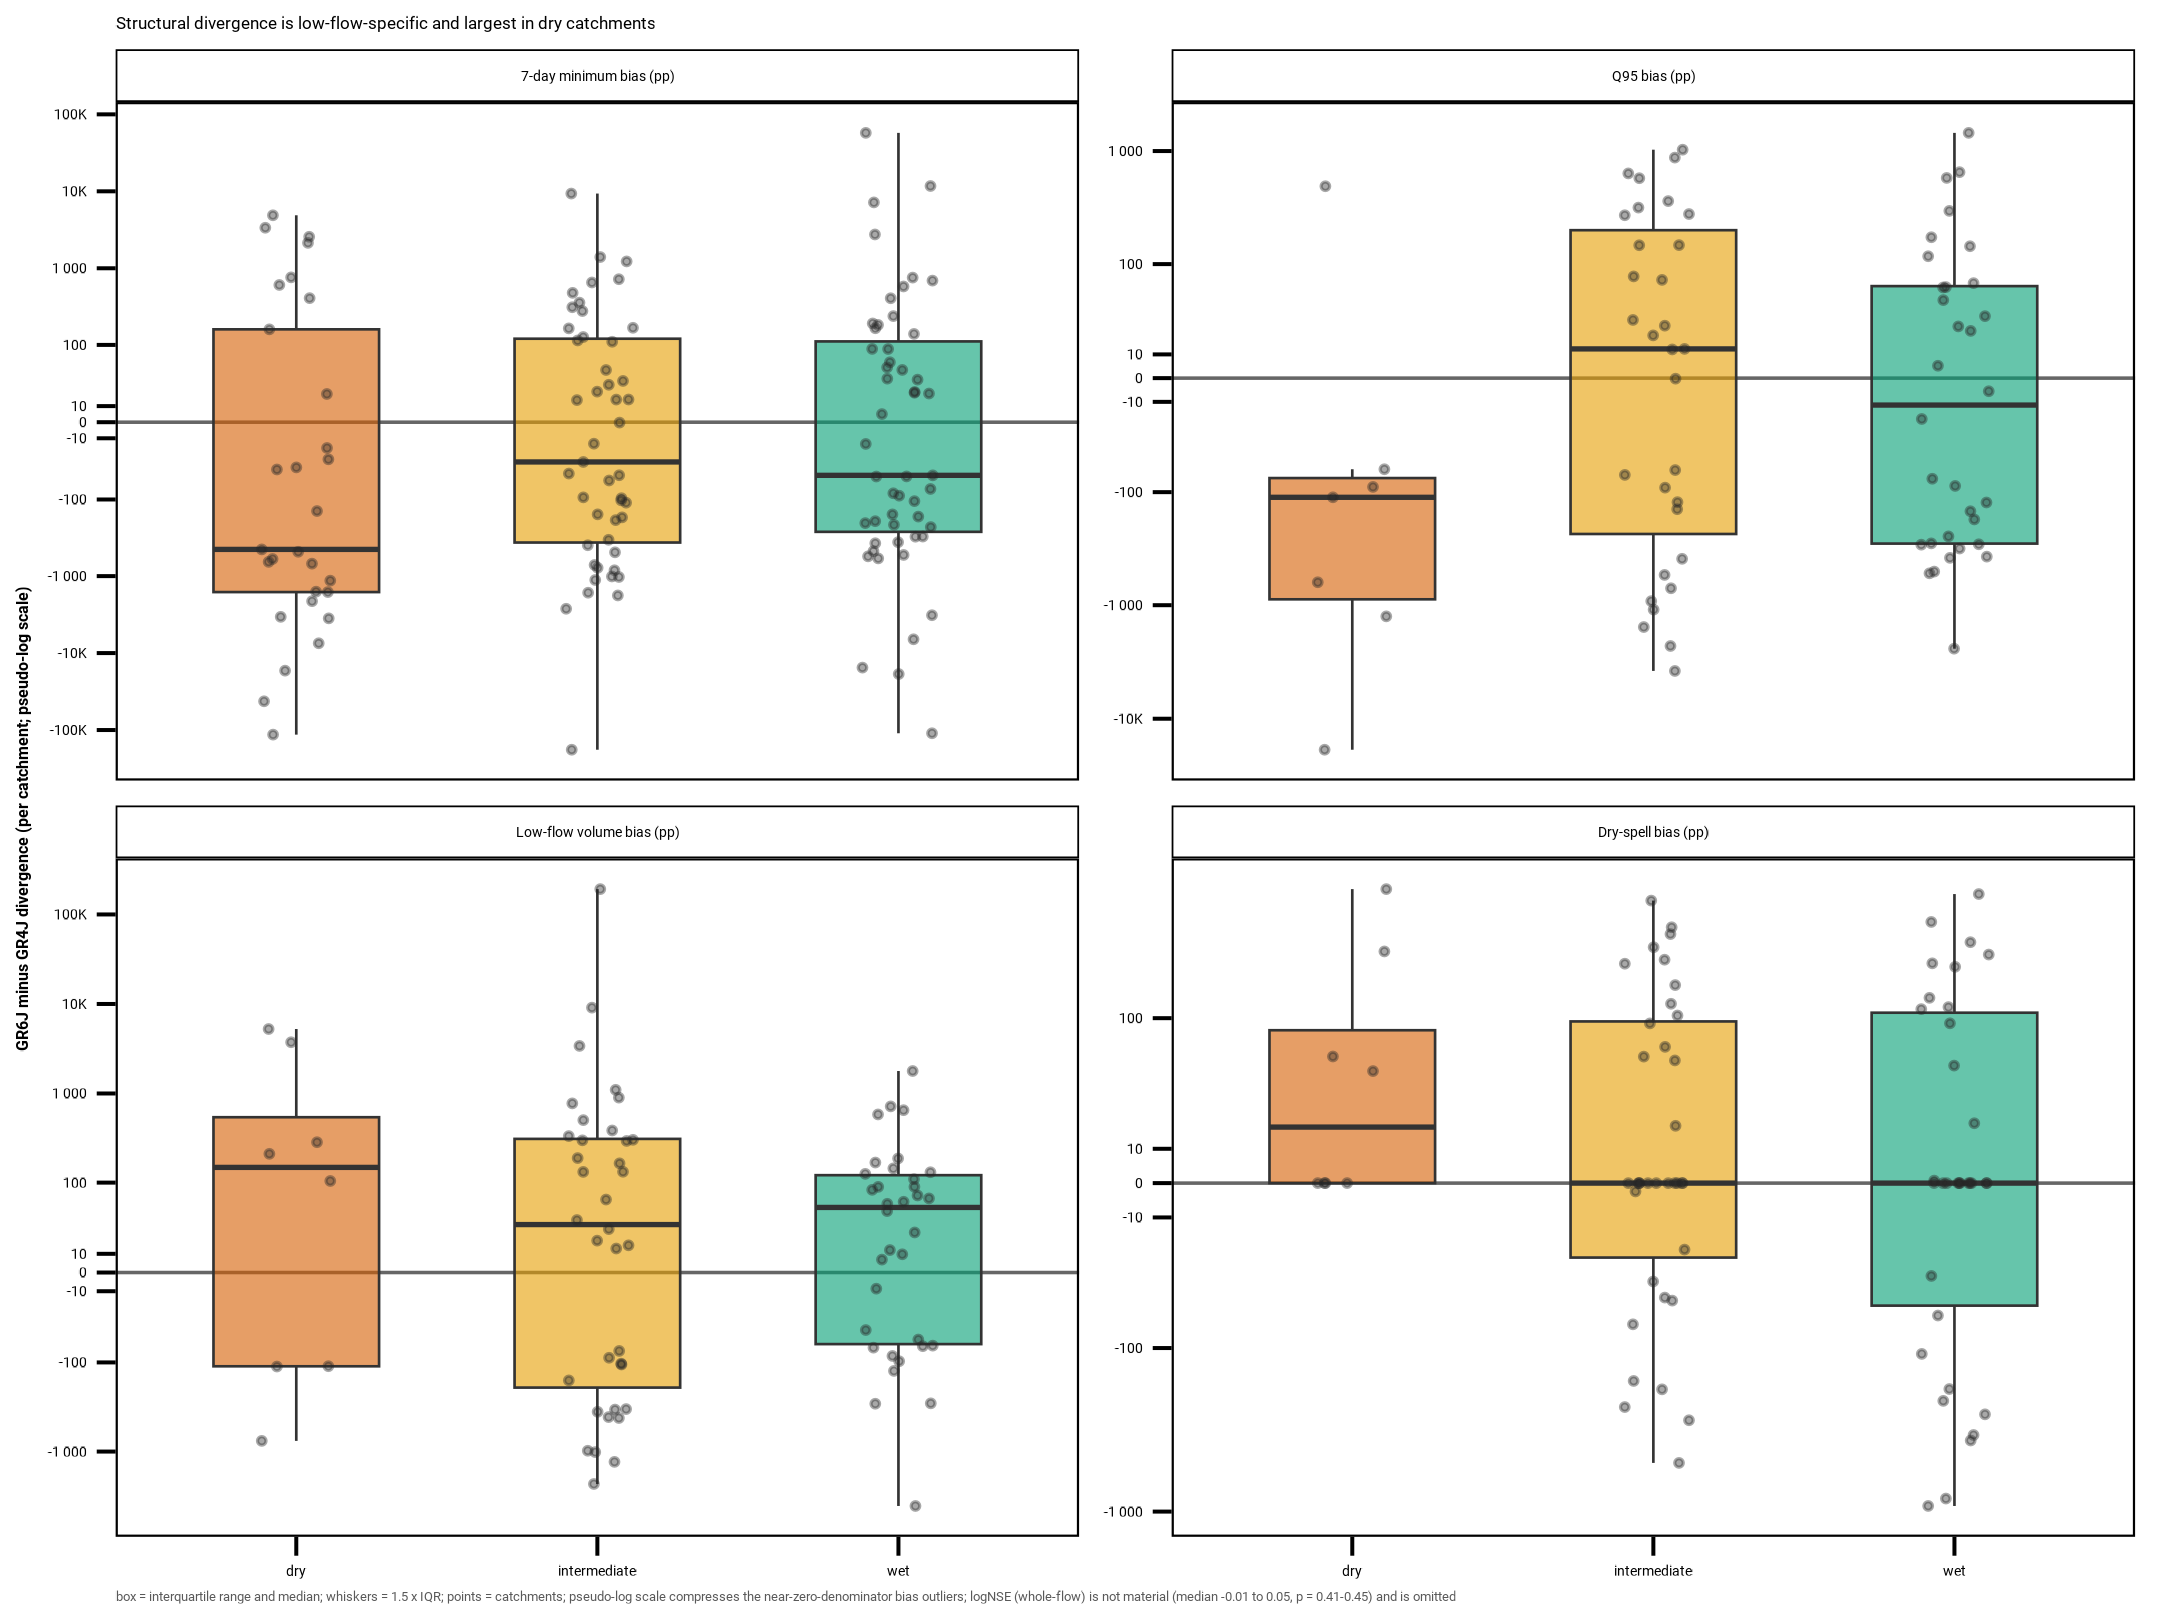 Structural divergence is low-flow-specific and largest in dry catchments
7-day minimum bias (pp)
Q95 bias (pp)
100K
10K
1 000
100
10
0
-10
-100
-1 000
-10K
-100K
1 000
100
10
0
-10
-100
-1 000
-10K
GR6J minus GR4J divergence (per catchment; pseudo-log scale)
Low-flow volume bias (pp)
Dry-spell bias (pp)
100K
10K
1 000
100
10
0
-10
-100
-1 000
100
10
0
-10
-100
-1 000
dry
intermediate
wet
dry
intermediate
wet
box = interquartile range and median; whiskers = 1.5 x IQR; points = catchments; pseudo-log scale compresses the near-zero-denominator bias outliers; logNSE (whole-flow) is not material (median -0.01 to 0.05, p = 0.41-0.45) and is omitted